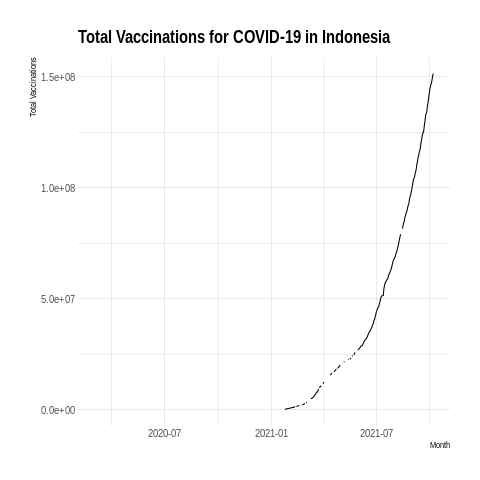 Total Vaccinations for COVID-19 in Indonesia
Total Vaccinations
1.5e+08
1.0e+08
5.0e+07
0.0e+00
2020-07 2021-01 2021-07
Month